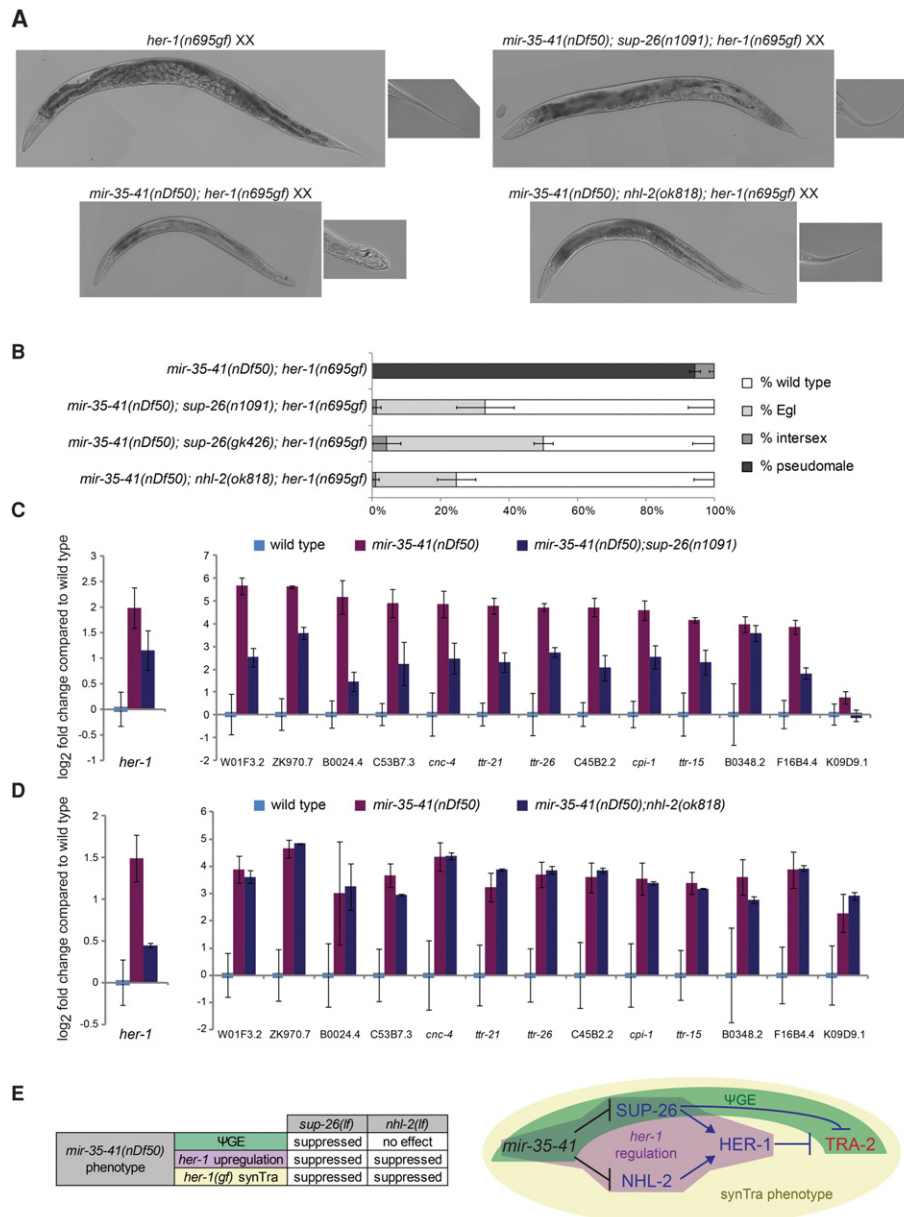 A
her-1(n695gf) XX
mir-35-41(nDf50); sup-26(n1091); her-1(n695gf) XX
mir-35-41(nDf50); her-1(n695gf) XX
mir-35-41(nDf50); nhl-2(ok818); her-1(n695gf) XX
B
mir-35-41(nDf50); her-1(n695gf)
mir-35-41(nDf50); sup-26(n1091); her-1(n695gf)
mir-35-41(nDf50); sup-26(gk426); her-1(n695gf)
mir-35-41(nDf50); nhl-2(ok818); her-1(n695gf)
0% 20% 40% 60% 80% 100%
% wild type
% Egl
% intersex
% pseudomale
C
wild type mir-35-41(nDf50) mir-35-41(nDf50);sup-26(n1091)
log2 fold change compared to wild type
3
2.5
2
1.5
1
0.5
0
-0.5
-1
her-1
7
6
5
4
3
2
1
0
-1
-2
W01F3.2 ZK970.7 B0024.4 C53B7.3 cnc-4 ttr-21 ttr-26 C45B2.2 cpi-1 ttr-15 B0348.2 F16B4.4 K09D9.1
D
wild type mir-35-41(nDf50) mir-35-41(nDf50);nhl-2(ok818)
log2 fold change compared to wild type
2
1.5
1
0.5
0
-0.5
her-1
6
5
4
3
2
1
0
-1
-2
W01F3.2 ZK970.7 B0024.4 C53B7.3 cnc-4 ttr-21 ttr-26 C45B2.2 cpi-1 ttr-15 B0348.2 F16B4.4 K09D9.1
E
sup-26(lf) nhl-2(lf)
mir-35-41(nDf50) phenotype
ΨGE suppressed no effect
her-1 upregulation suppressed suppressed
her-1(gf) synTra suppressed suppressed
ΨGE
SUP-26
mir-35-41
her-1
regulation
HER-1
TRA-2
NHL-2
synTra phenotype